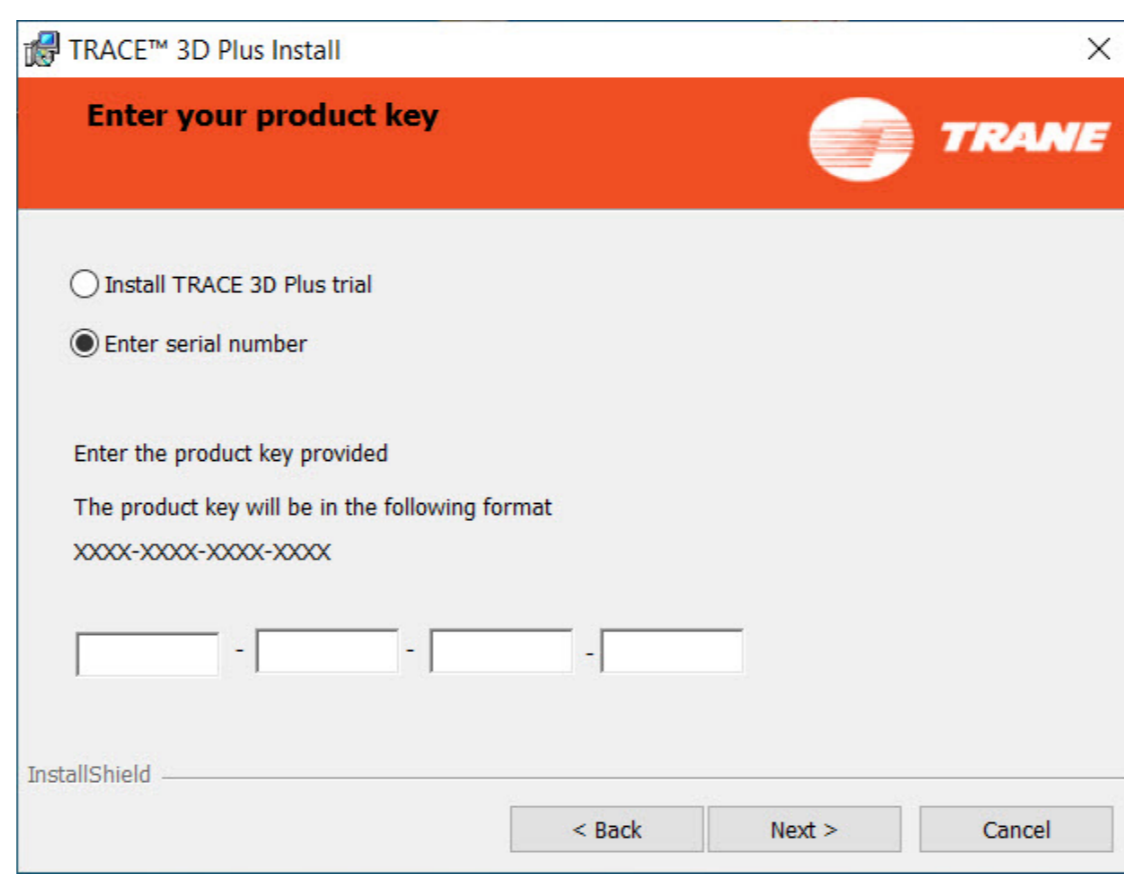 TRACE™ 3D Plus Install
Enter your product key
TRANE
Install TRACE 3D Plus trial
Enter serial number
Enter the product key provided
The product key will be in the following format
XXXX-XXXX-XXXX-XXXX
- - -
InstallShield
< Back Next > Cancel